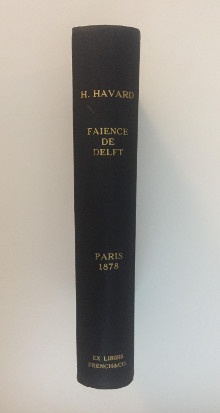 H. HAVARD
FAIENCE
DE
DELFT
PARIS
1878
EX LIBRIS
FRENCH & CO.